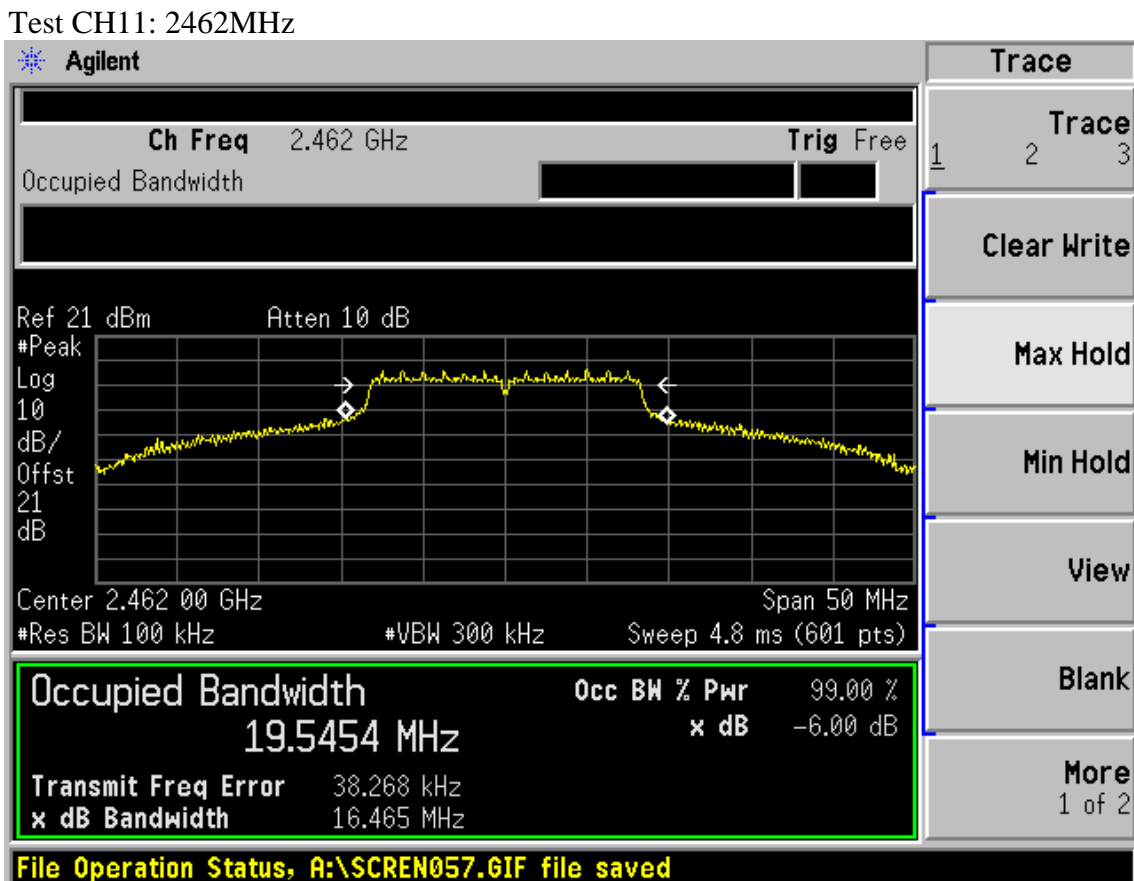 Test CH11: 2462MHz
Agilent
Trace
Ch Freq 2.462 GHz Trig Free
Occupied Bandwidth
Trace
1 2 3
Clear Write
Max Hold
Min Hold
View
Blank
More
1 of 2
Ref 21 dBm Atten 10 dB
#Peak
Log
10
dB/
Offst
21
dB
Center 2.462 00 GHz Span 50 MHz
#Res BW 100 kHz #VBW 300 kHz Sweep 4.8 ms (601 pts)
Occupied Bandwidth
19.5454 MHz
Occ BW % Pwr 99.00 %
x dB -6.00 dB
Transmit Freq Error 38.268 kHz
x dB Bandwidth 16.465 MHz
File Operation Status, A:\SCREN057.GIF file saved